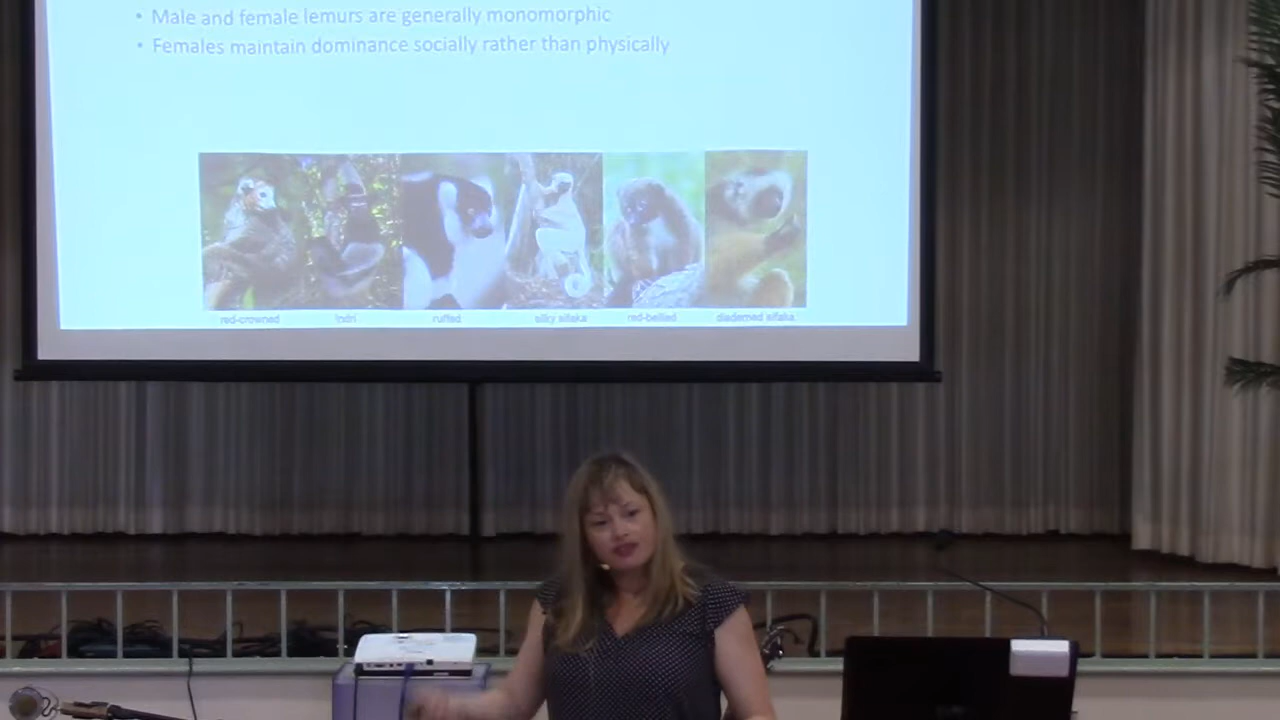 • Male and female lemurs are generally monomorphic
• Females maintain dominance socially rather than physically
red-crowned indri ruffed silky sifaka red-bellied diademed sifaka